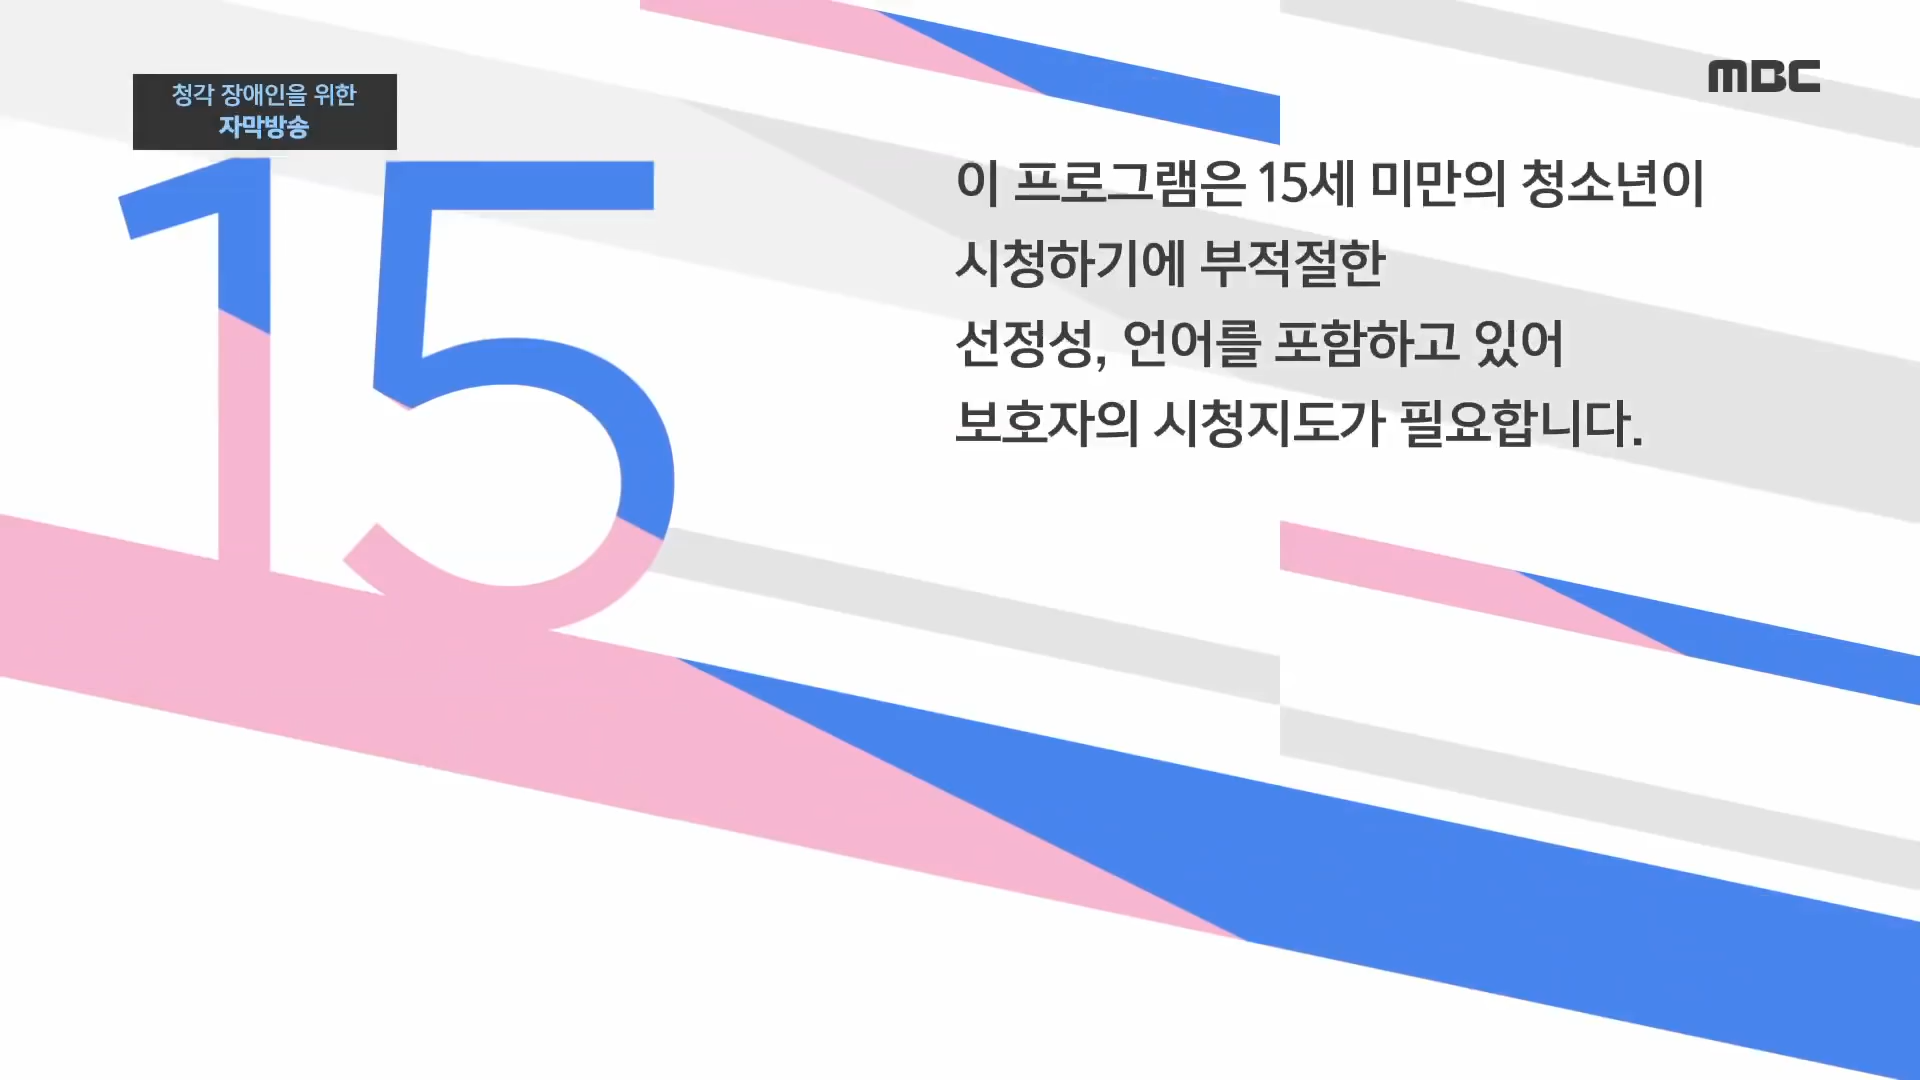 청각 장애인을 위한
자막방송
MBC
15
이 프로그램은 15세 미만의 청소년이
시청하기에 부적절한
선정성, 언어를 포함하고 있어
보호자의 시청지도가 필요합니다.